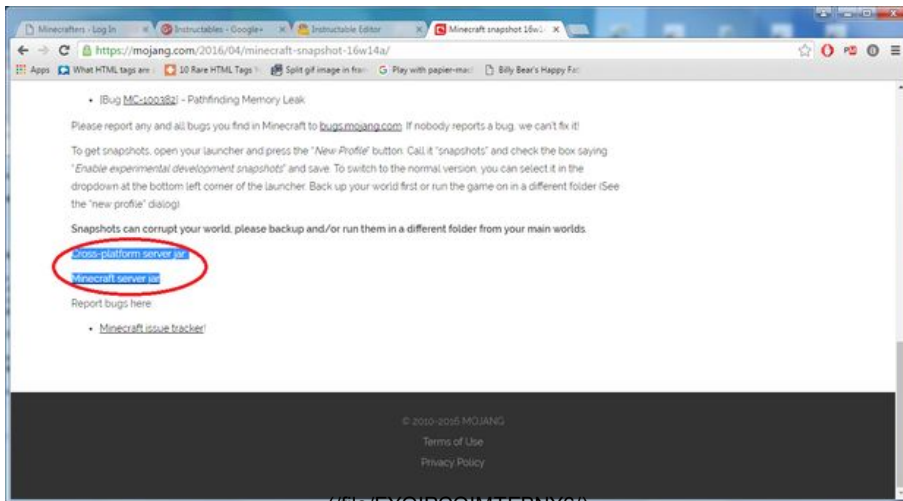 Minecrafters - Log In
Instructables - Google+
Instructable Editor
Minecraft snapshot 16w1
https://mojang.com/2016/04/minecraft-snapshot-16w14a/
Apps
What HTML tags are
10 Rare HTML Tags
Split gif image in fram
Play with papier-mac
Billy Bear's Happy Fat
• [Bug MC-100382] - Pathfinding Memory Leak
Please report any and all bugs you find in Minecraft to bugs.mojang.com. If nobody reports a bug, we can't fix it!
To get snapshots, open your launcher and press the "New Profile" button. Call it "snapshots" and check the box saying
"Enable experimental development snapshots" and save. To switch to the normal version, you can select it in the
dropdown at the bottom left corner of the launcher. Back up your world first or run the game on in a different folder (See
the "new profile" dialog)
Snapshots can corrupt your world, please backup and/or run them in a different folder from your main worlds.
Cross-platform server jar
Minecraft server jar
Report bugs here
• Minecraft issue tracker!
© 2010-2016 MOJANG
Terms of Use
Privacy Policy